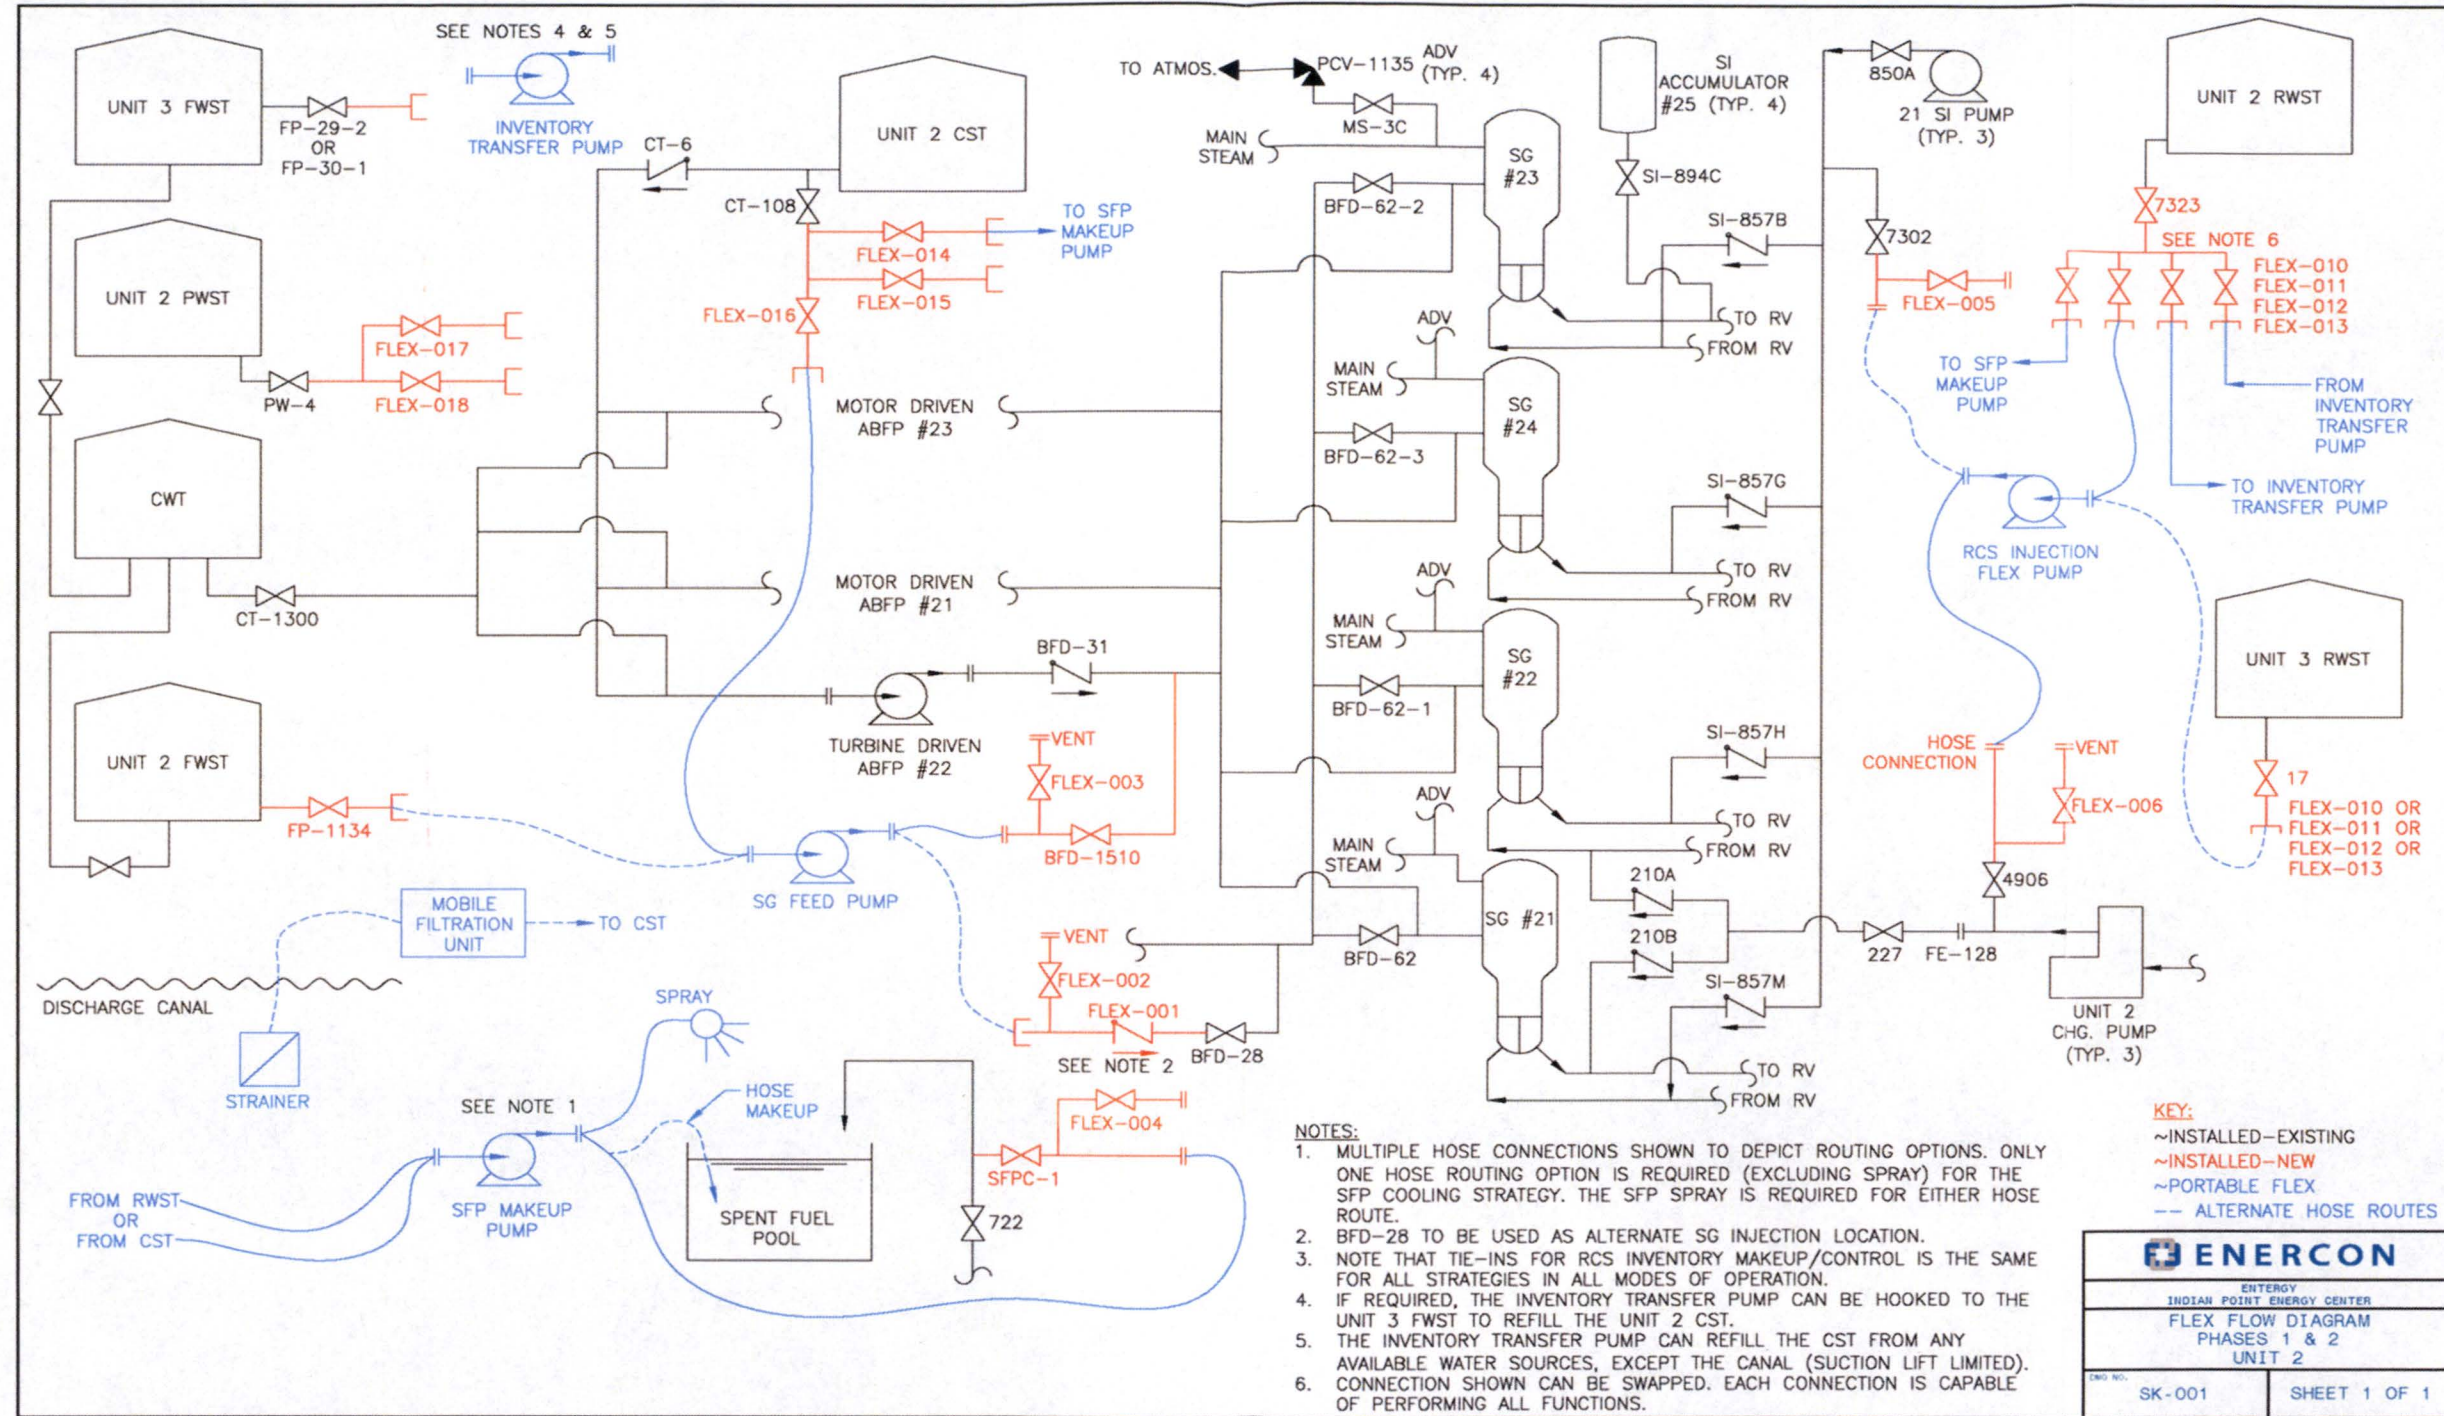 SEE NOTES 4 & 5
INVENTORY
TRANSFER PUMP
UNIT 3 FWST
FP-29-2
OR
FP-30-1
UNIT 2 PWST
PW-4
FLEX-017
FLEX-018
CWT
CT-1300
UNIT 2 FWST
FP-1134
UNIT 2 CST
CT-6
CT-108
FLEX-014
FLEX-015
FLEX-016
TO SFP
MAKEUP
PUMP
MOTOR DRIVEN
ABFP #23
MOTOR DRIVEN
ABFP #21
TURBINE DRIVEN
ABFP #22
BFD-31
VENT
FLEX-003
BFD-1510
SG FEED PUMP
MOBILE
FILTRATION
UNIT
TO CST
DISCHARGE CANAL
STRAINER
VENT
FLEX-002
FLEX-001
SEE NOTE 2
BFD-28
SPRAY
HOSE
MAKEUP
SEE NOTE 1
SFP MAKEUP
PUMP
FROM RWST
OR
FROM CST
SPENT FUEL
POOL
FLEX-004
SFPC-1
722
TO ATMOS.
PCV-1135
ADV
(TYP. 4)
MS-3C
MAIN
STEAM
SG
#23
BFD-62-2
SI
ACCUMULATOR
#25 (TYP. 4)
SI-894C
SI-857B
TO RV
FROM RV
ADV
MAIN
STEAM
SG
#24
BFD-62-3
SI-857G
TO RV
FROM RV
ADV
MAIN
STEAM
SG
#22
BFD-62-1
SI-857H
TO RV
FROM RV
ADV
MAIN
STEAM
SG #21
BFD-62
210A
210B
SI-857M
TO RV
FROM RV
850A
21 SI PUMP
(TYP. 3)
7302
FLEX-005
UNIT 2 RWST
7323
SEE NOTE 6
FLEX-010
FLEX-011
FLEX-012
FLEX-013
TO SFP
MAKEUP
PUMP
FROM
INVENTORY
TRANSFER
PUMP
TO INVENTORY
TRANSFER PUMP
RCS INJECTION
FLEX PUMP
UNIT 3 RWST
17
FLEX-010 OR
FLEX-011 OR
FLEX-012 OR
FLEX-013
HOSE
CONNECTION
VENT
FLEX-006
4906
227
FE-128
UNIT 2
CHG. PUMP
(TYP. 3)
NOTES:
1. MULTIPLE HOSE CONNECTIONS SHOWN TO DEPICT ROUTING OPTIONS. ONLY
ONE HOSE ROUTING OPTION IS REQUIRED (EXCLUDING SPRAY) FOR THE
SFP COOLING STRATEGY. THE SFP SPRAY IS REQUIRED FOR EITHER HOSE
ROUTE.
2. BFD-28 TO BE USED AS ALTERNATE SG INJECTION LOCATION.
3. NOTE THAT TIE-INS FOR RCS INVENTORY MAKEUP/CONTROL IS THE SAME
FOR ALL STRATEGIES IN ALL MODES OF OPERATION.
4. IF REQUIRED, THE INVENTORY TRANSFER PUMP CAN BE HOOKED TO THE
UNIT 3 FWST TO REFILL THE UNIT 2 CST.
5. THE INVENTORY TRANSFER PUMP CAN REFILL THE CST FROM ANY
AVAILABLE WATER SOURCES, EXCEPT THE CANAL (SUCTION LIFT LIMITED).
6. CONNECTION SHOWN CAN BE SWAPPED. EACH CONNECTION IS CAPABLE
OF PERFORMING ALL FUNCTIONS.
KEY:
~INSTALLED-EXISTING
~INSTALLED-NEW
~PORTABLE FLEX
-- ALTERNATE HOSE ROUTES
ENERCON
ENTERGY
INDIAN POINT ENERGY CENTER
FLEX FLOW DIAGRAM
PHASES 1 & 2
UNIT 2
DWG NO.
SK-001
SHEET 1 OF 1